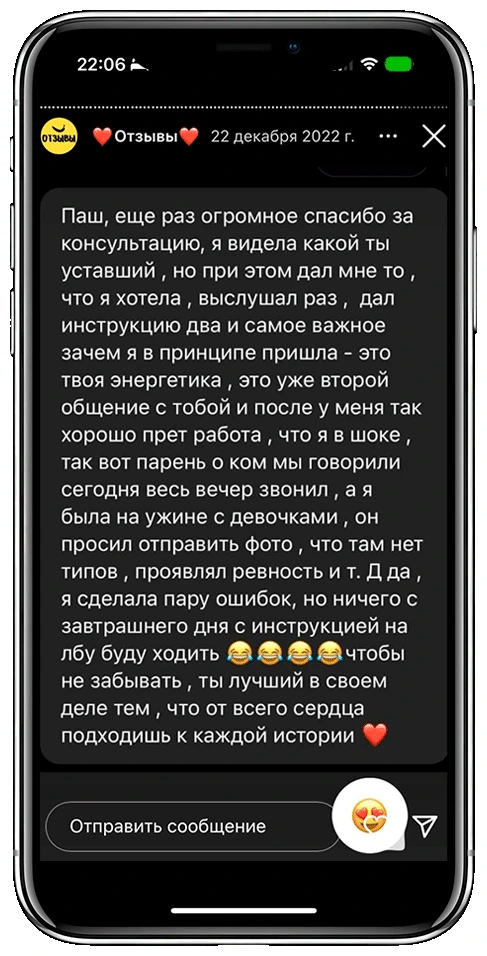 22:06
ОТЗЫВЫ
❤️Отзывы❤️ 22 декабря 2022 г. ...
Паш, еще раз огромное спасибо за
консультацию, я видела какой ты
уставший , но при этом дал мне то ,
что я хотела , выслушал раз , дал
инструкцию два и самое важное
зачем я в принципе пришла - это
твоя энергетика , это уже второй
общение с тобой и после у меня так
хорошо прет работа , что я в шоке ,
так вот парень о ком мы говорили
сегодня весь вечер звонил , а я
была на ужине с девочками , он
просил отправить фото , что там нет
типов , проявлял ревность и т. Д да ,
я сделала пару ошибок, но ничего с
завтрашнего дня с инструкцией на
лбу буду ходить 😂😂😂😂чтобы
не забывать , ты лучший в своем
деле тем , что от всего сердца
подходишь к каждой истории ❤️
Отправить сообщение